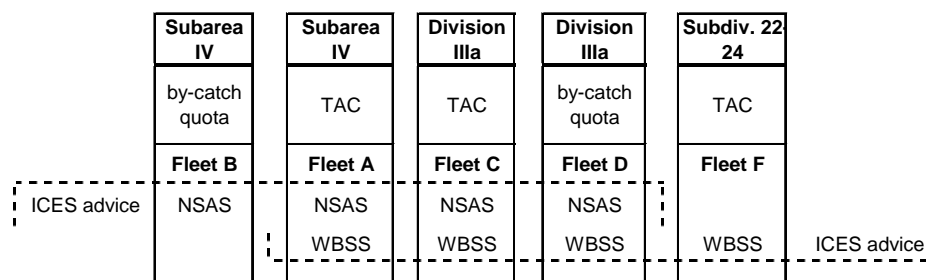 Subarea IV
Subarea IV
Division IIIa
Division IIIa
Subdiv. 22-24
by-catch quota
TAC
TAC
by-catch quota
TAC
Fleet B
Fleet A
Fleet C
Fleet D
Fleet F
ICES advice NSAS NSAS NSAS NSAS
WBSS WBSS WBSS WBSS ICES advice